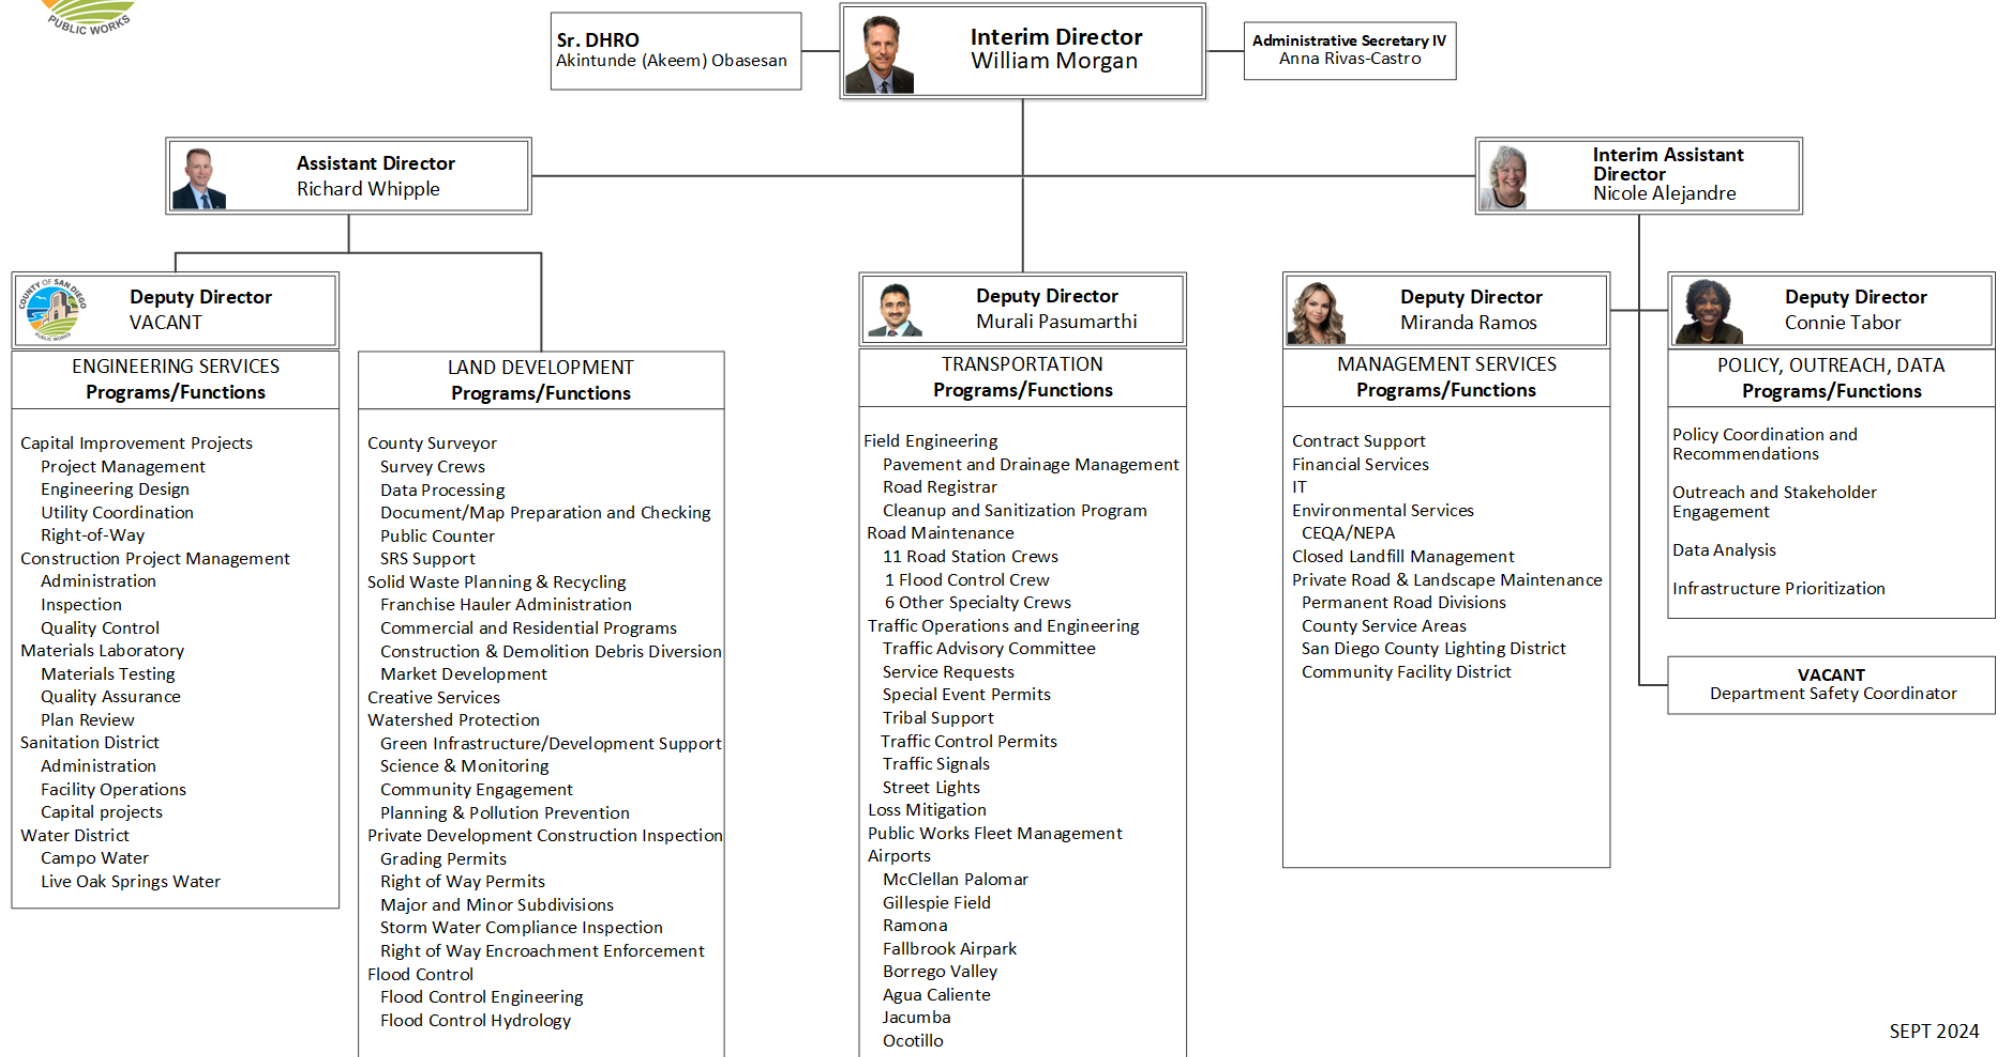 PUBLIC WORKS
Sr. DHRO
Akintunde (Akeem) Obasesan
Interim Director
William Morgan
Administrative Secretary IV
Anna Rivas-Castro
Assistant Director
Richard Whipple
Interim Assistant
Director
Nicole Alejandre
COUNTY OF SAN DIEGO
PUBLIC WORKS
Deputy Director
VACANT
ENGINEERING SERVICES
Programs/Functions
Capital Improvement Projects
Project Management
Engineering Design
Utility Coordination
Right-of-Way
Construction Project Management
Administration
Inspection
Quality Control
Materials Laboratory
Materials Testing
Quality Assurance
Plan Review
Sanitation District
Administration
Facility Operations
Capital projects
Water District
Campo Water
Live Oak Springs Water
LAND DEVELOPMENT
Programs/Functions
County Surveyor
Survey Crews
Data Processing
Document/Map Preparation and Checking
Public Counter
SRS Support
Solid Waste Planning & Recycling
Franchise Hauler Administration
Commercial and Residential Programs
Construction & Demolition Debris Diversion
Market Development
Creative Services
Watershed Protection
Green Infrastructure/Development Support
Science & Monitoring
Community Engagement
Planning & Pollution Prevention
Private Development Construction Inspection
Grading Permits
Right of Way Permits
Major and Minor Subdivisions
Storm Water Compliance Inspection
Right of Way Encroachment Enforcement
Flood Control
Flood Control Engineering
Flood Control Hydrology
Deputy Director
Murali Pasumarthi
TRANSPORTATION
Programs/Functions
Field Engineering
Pavement and Drainage Management
Road Registrar
Cleanup and Sanitization Program
Road Maintenance
11 Road Station Crews
1 Flood Control Crew
6 Other Specialty Crews
Traffic Operations and Engineering
Traffic Advisory Committee
Service Requests
Special Event Permits
Tribal Support
Traffic Control Permits
Traffic Signals
Street Lights
Loss Mitigation
Public Works Fleet Management
Airports
McClellan Palomar
Gillespie Field
Ramona
Fallbrook Airpark
Borrego Valley
Agua Caliente
Jacumba
Ocotillo
Deputy Director
Miranda Ramos
MANAGEMENT SERVICES
Programs/Functions
Contract Support
Financial Services
IT
Environmental Services
CEQA/NEPA
Closed Landfill Management
Private Road & Landscape Maintenance
Permanent Road Divisions
County Service Areas
San Diego County Lighting District
Community Facility District
Deputy Director
Connie Tabor
POLICY, OUTREACH, DATA
Programs/Functions
Policy Coordination and
Recommendations
Outreach and Stakeholder
Engagement
Data Analysis
Infrastructure Prioritization
VACANT
Department Safety Coordinator
SEPT 2024